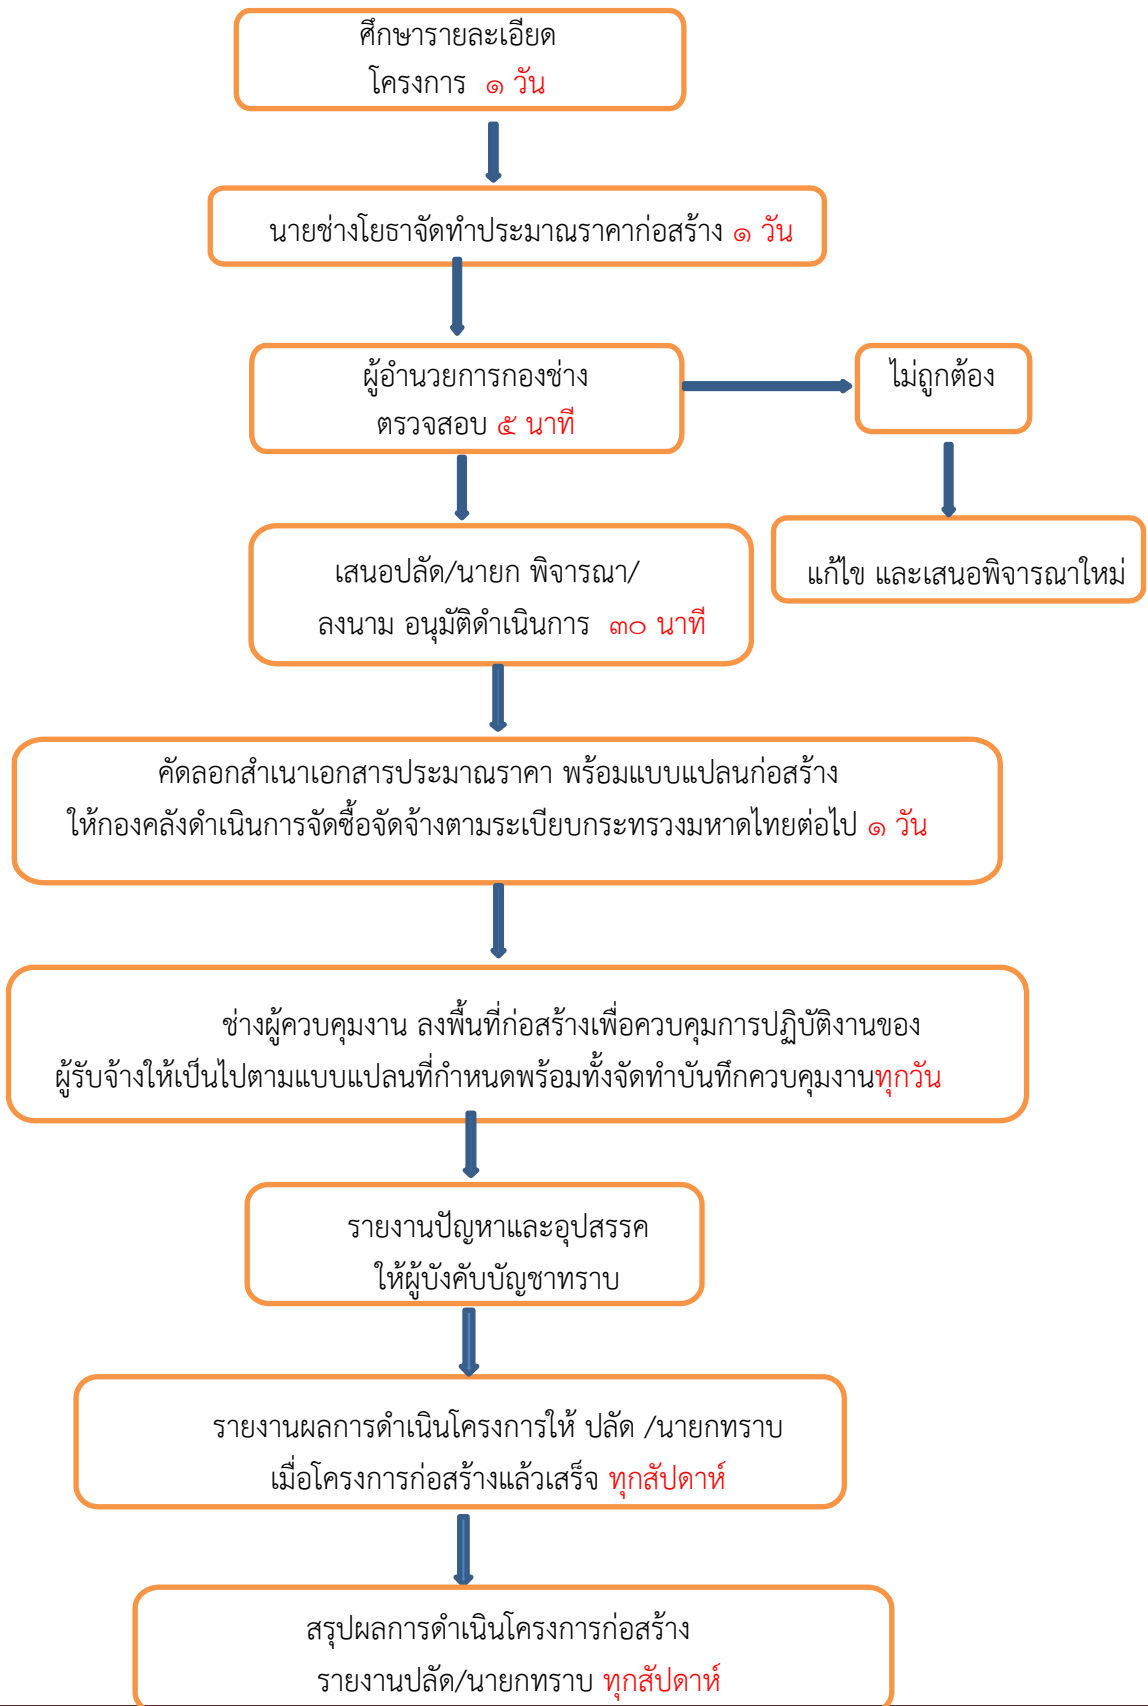 ศึกษารายละเอียด
โครงการ ๑ วัน
นายช่างโยธาจัดทำประมาณราคาก่อสร้าง ๑ วัน
ผู้อำนวยการกองช่าง
ตรวจสอบ ๕ นาที
ไม่ถูกต้อง
แก้ไข และเสนอพิจารณาใหม่
เสนอปลัด/นายก พิจารณา/
ลงนาม อนุมัติดำเนินการ ๓๐ นาที
คัดลอกสำเนาเอกสารประมาณราคา พร้อมแบบแปลนก่อสร้าง
ให้กองคลังดำเนินการจัดซื้อจัดจ้างตามระเบียบกระทรวงมหาดไทยต่อไป ๑ วัน
ช่างผู้ควบคุมงาน ลงพื้นที่ก่อสร้างเพื่อควบคุมการปฏิบัติงานของ
ผู้รับจ้างให้เป็นไปตามแบบแปลนที่กำหนดพร้อมทั้งจัดทำบันทึกควบคุมงานทุกวัน
รายงานปัญหาและอุปสรรค
ให้ผู้บังคับบัญชาทราบ
รายงานผลการดำเนินโครงการให้ ปลัด /นายกทราบ
เมื่อโครงการก่อสร้างแล้วเสร็จ ทุกสัปดาห์
สรุปผลการดำเนินโครงการก่อสร้าง
รายงานปลัด/นายกทราบ ทุกสัปดาห์